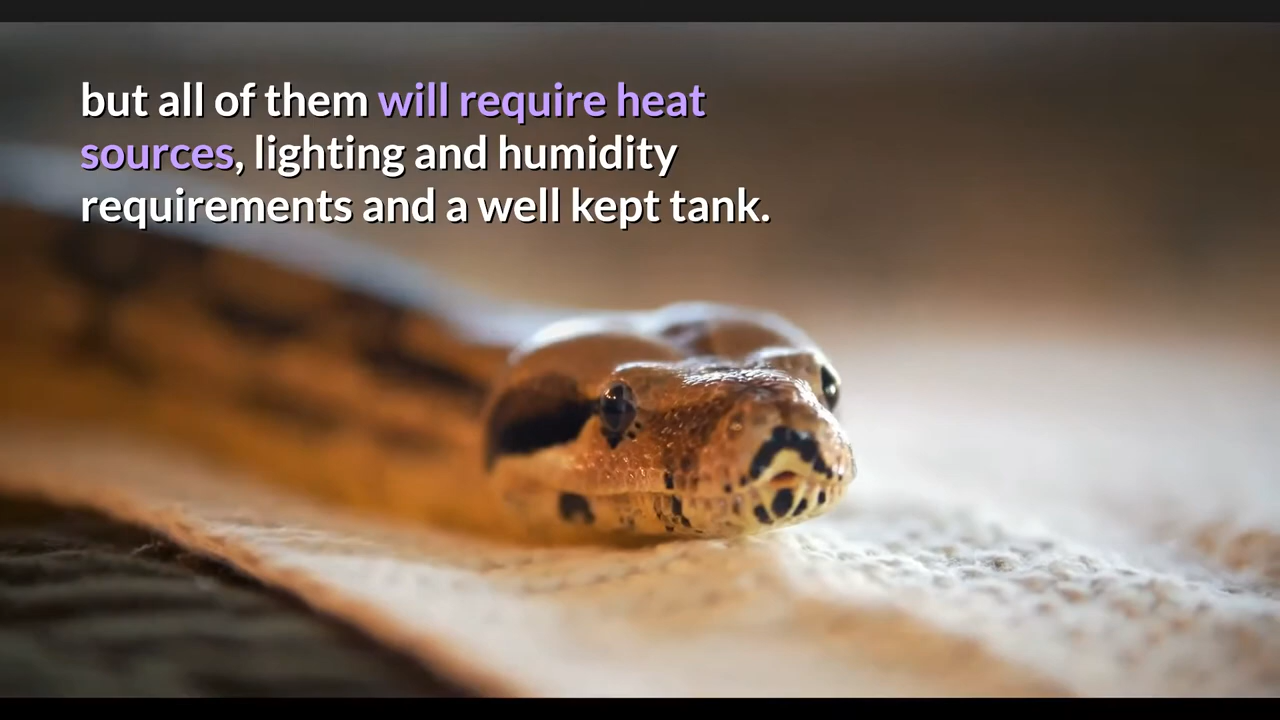 but all of them will require heat
sources, lighting and humidity
requirements and a well kept tank.